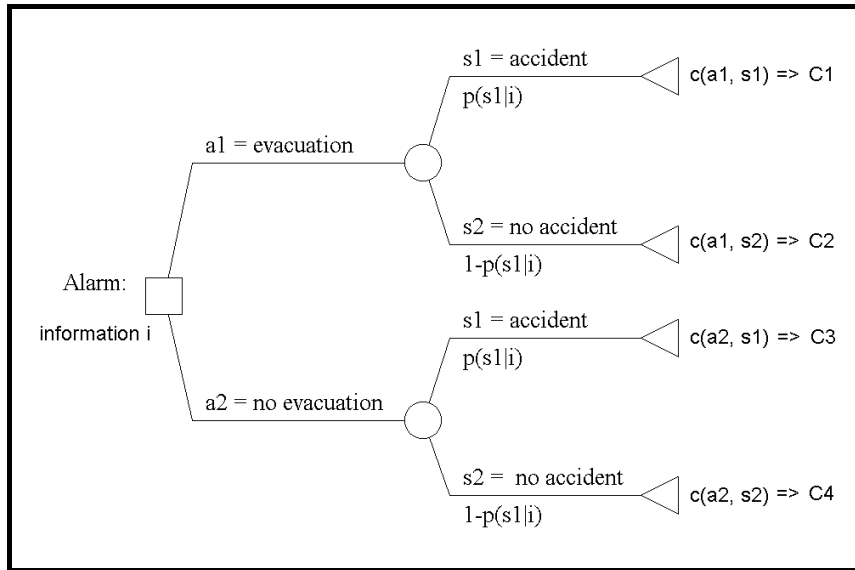 s1 = accident
p(s1|i)
c(a1, s1) => C1
a1 = evacuation
s2 = no accident
1-p(s1|i)
c(a1, s2) => C2
Alarm:
information i
s1 = accident
p(s1|i)
c(a2, s1) => C3
a2 = no evacuation
s2 = no accident
1-p(s1|i)
c(a2, s2) => C4